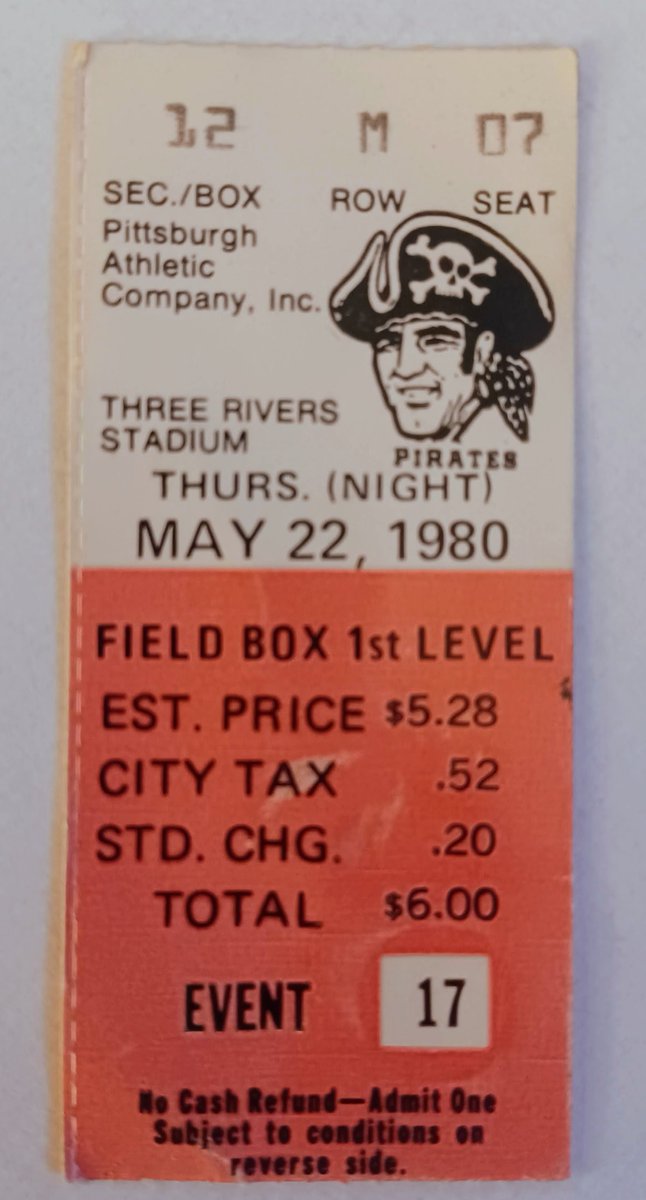 12 M 07
SEC./BOX ROW SEAT
Pittsburgh
Athletic
Company, Inc.
THREE RIVERS
STADIUM
PIRATES
THURS. (NIGHT)
MAY 22, 1980
FIELD BOX 1st LEVEL
EST. PRICE $5.28
CITY TAX .52
STD. CHG. .20
TOTAL $6.00
EVENT 17
No Cash Refund—Admit One
Subject to conditions on
reverse side.